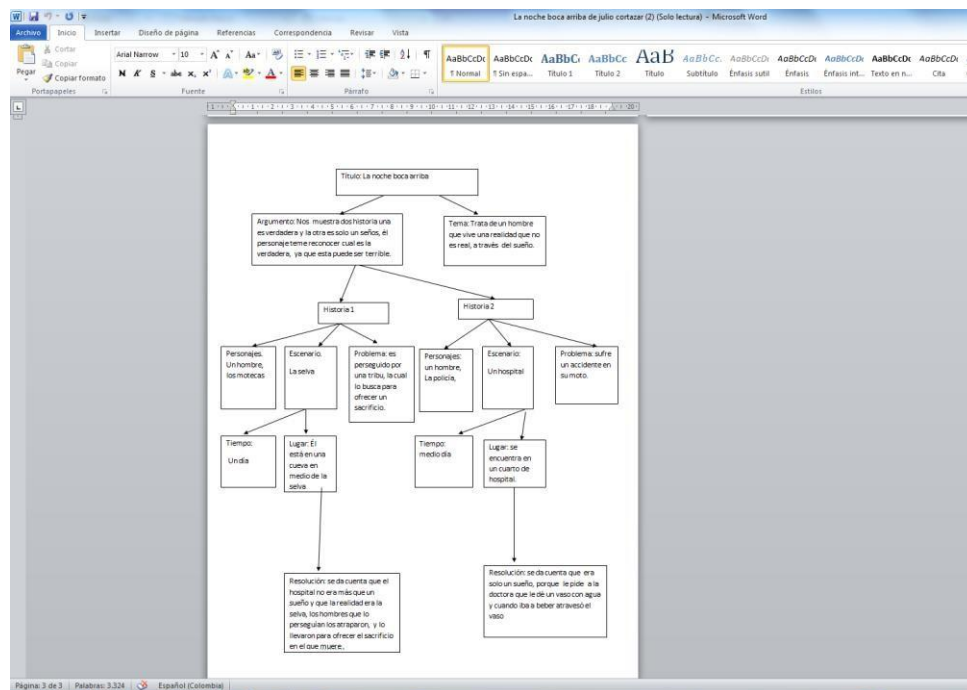 La noche boca arriba de julio cortazar (2) (Solo lectura) - Microsoft Word
Archivo Inicio Insertar Diseño de página Referencias Correspondencia Revisar Vista
Pegar
Cortar
Copiar
Copiar formato
Portapapeles
Arial Narrow 10
Fuente
Párrafo
AaBbCcDc AaBbCcDc AaBbC AaBbCc AaB AaBbCc. AaBbCcDc AaBbCcDc AaBbCcDc AaBbCcDc AaBbCcDc
¶ Normal ¶ Sin espa... Título 1 Título 2 Título Subtítulo Énfasis sutil Énfasis Énfasis int... Texto en n... Cita
Estilos
Título: La noche boca arriba
Argumento: Nos muestra dos historia una
es verdadera y la otra es solo un seños, él
personaje teme reconocer cual es la
verdadera, ya que esta puede ser terrible.
Tema: Trata de un hombre
que vive una realidad que no
es real, a través del sueño.
Historia 1
Historia 2
Personajes.
Un hombre,
los motecas
Escenario.
La selva
Problema: es
perseguido por
una tribu, la cual
lo busca para
ofrecer un
sacrificio.
Personajes:
un hombre,
La policía,
Escenario:
Un hospital
Problema: sufre
un accidente en
su moto.
Tiempo:
Un día
Lugar: Él
está en una
cueva en
medio de la
selva
Tiempo:
medio día
Lugar: se
encuentra en
un cuarto de
hospital.
Resolución: se da cuenta que el
hospital no era más que un
sueño y que la realidad era la
selva, los hombres que lo
perseguían los atraparon, y lo
llevaron para ofrecer el sacrificio
en el que muere..
Resolución: se da cuenta que era
solo un sueño, porque le pide a la
doctora que le dé un vaso con agua
y cuando iba a beber atravesó el
vaso
Página: 3 de 3 Palabras: 3.324 Español (Colombia)